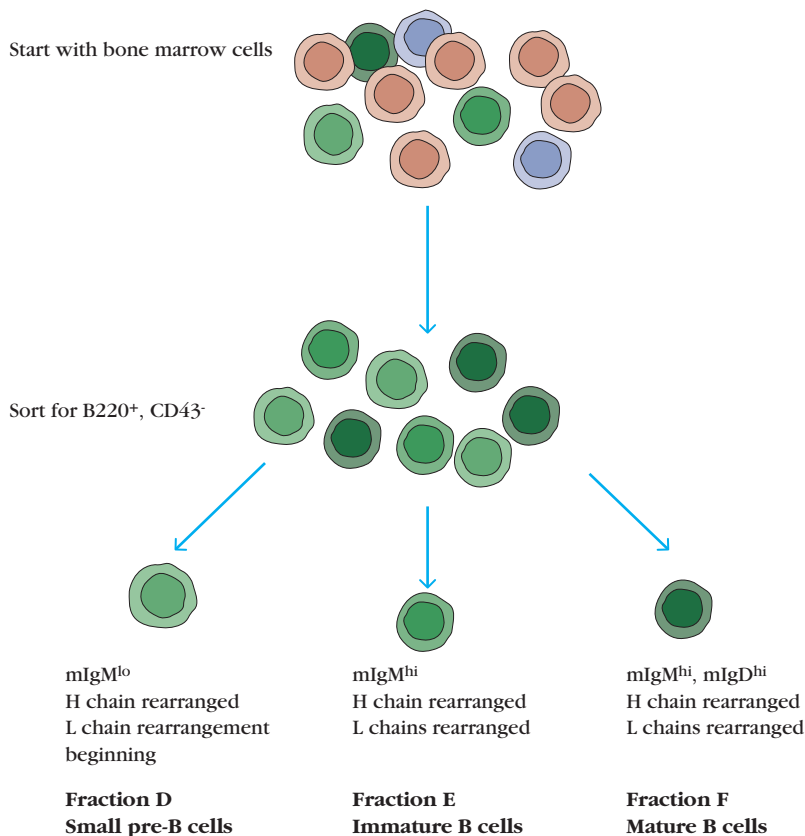 Start with bone marrow cells
Sort for B220⁺, CD43⁻
mIgMˡᵒ
H chain rearranged
L chain rearrangement
beginning
Fraction D
Small pre-B cells
mIgMʰⁱ
H chain rearranged
L chains rearranged
Fraction E
Immature B cells
mIgMʰⁱ, mIgDʰⁱ
H chain rearranged
L chains rearranged
Fraction F
Mature B cells